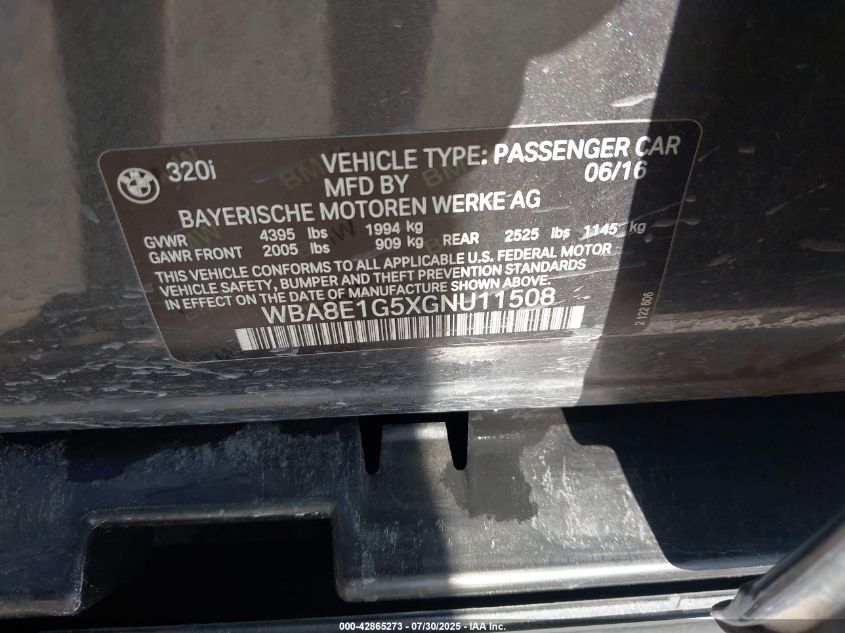 320i
VEHICLE TYPE: PASSENGER CAR
MFD BY
06/16
BAYERISCHE MOTOREN WERKE AG
GVWR 4395 lbs 1994 kg
GAWR FRONT 2005 lbs 909 kg REAR 2525 lbs 1145 kg
THIS VEHICLE CONFORMS TO ALL APPLICABLE U.S. FEDERAL MOTOR -
VEHICLE SAFETY, BUMPER AND THEFT PREVENTION STANDARDS
IN EFFECT ON THE DATE OF MANUFACTURE SHOWN ABOVE.
WBA8E1G5XGNU11508
2.122 806
000-42865273 - 07/30/2025 - IAA Inc.